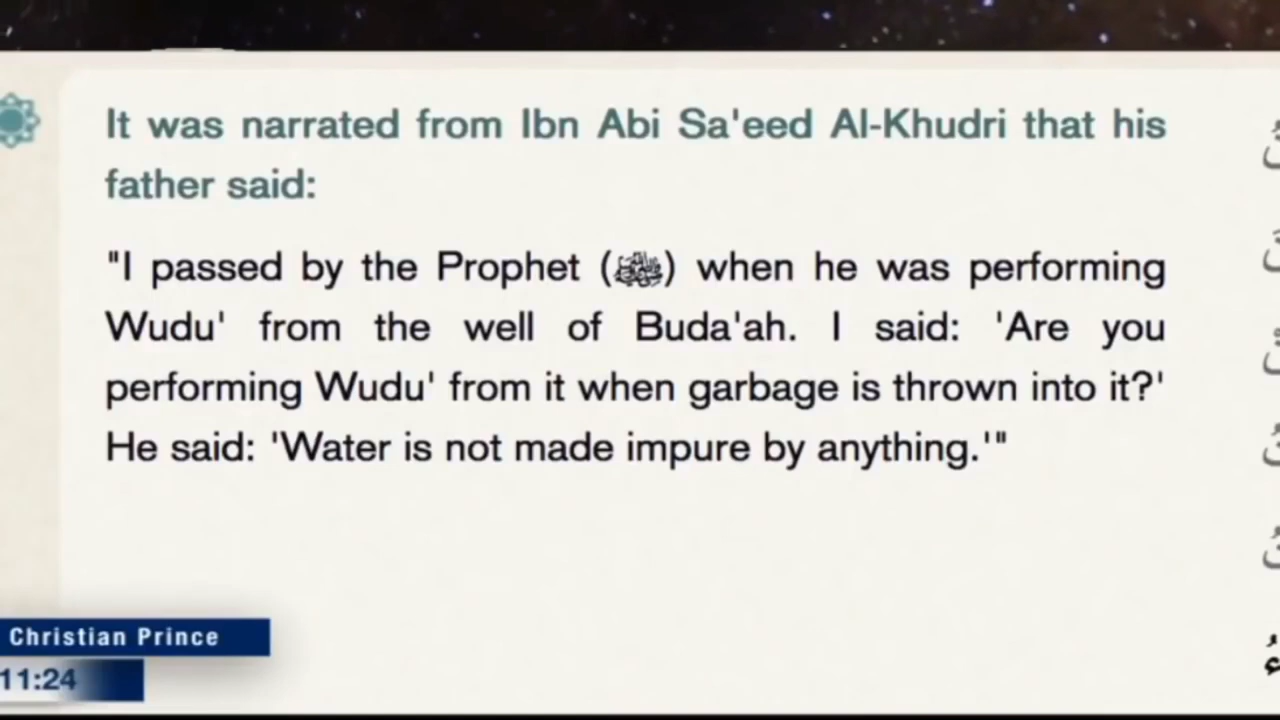 It was narrated from Ibn Abi Sa'eed Al-Khudri that his
father said:
"I passed by the Prophet (ﷺ) when he was performing
Wudu' from the well of Buda'ah. I said: 'Are you
performing Wudu' from it when garbage is thrown into it?'
He said: 'Water is not made impure by anything.'"
Christian Prince
11:24